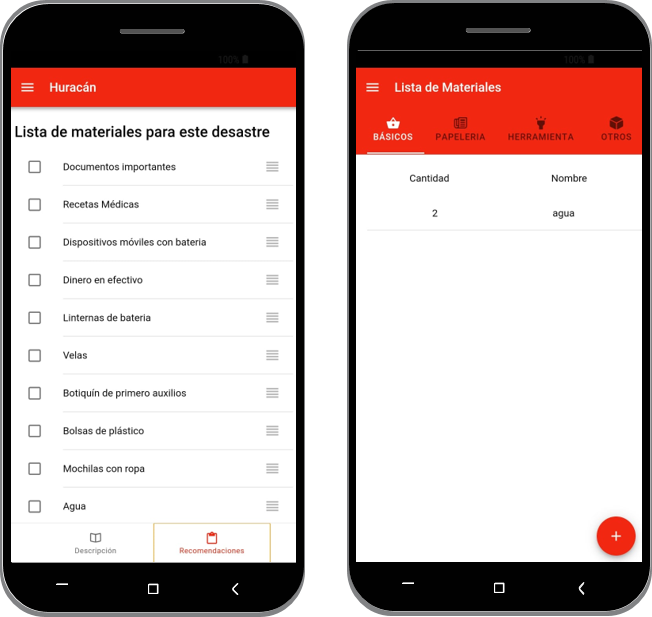 100%
Huracán
Lista de materiales para este desastre
Documentos importantes
Recetas Médicas
Dispositivos móviles con bateria
Dinero en efectivo
Linternas de bateria
Velas
Botiquín de primero auxilios
Bolsas de plástico
Mochilas con ropa
Agua
Descripción
Recomendaciones
100%
Lista de Materiales
BÁSICOS PAPELERIA HERRAMIENTA OTROS
Cantidad Nombre
2 agua